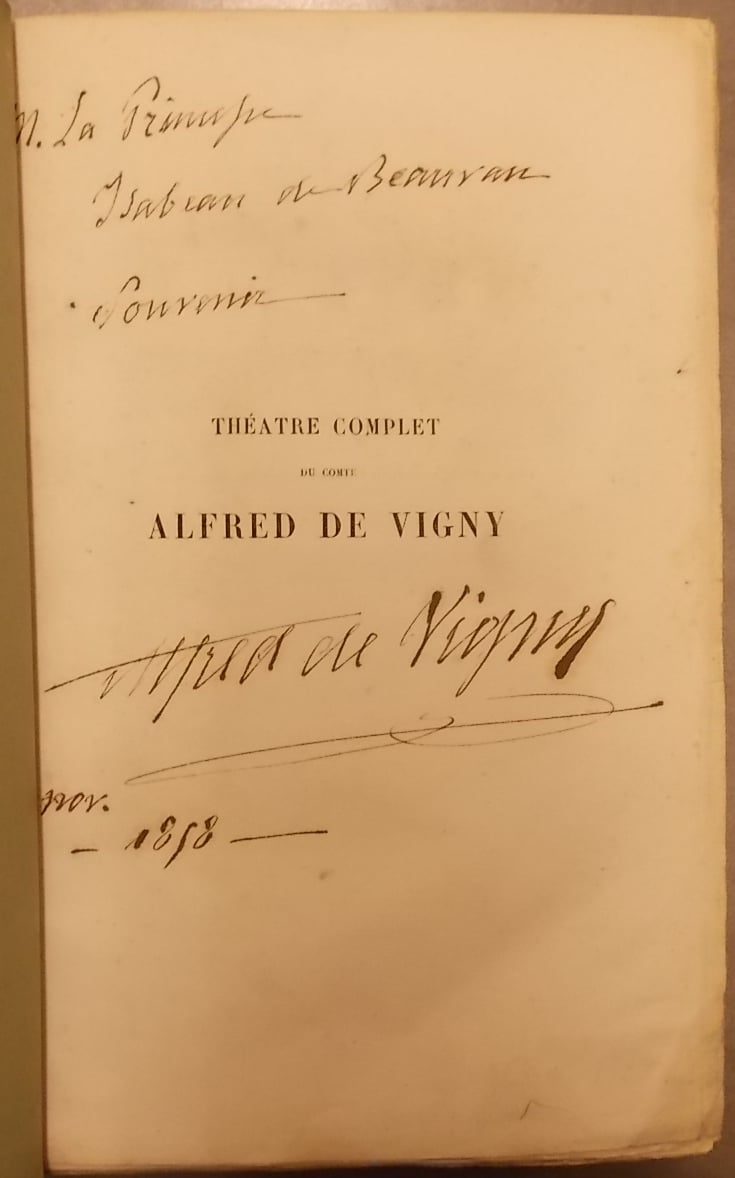 M. La Princesse
Isabeau de Beauvau
Souvenir
THÉATRE COMPLET
DU COMTE
ALFRED DE VIGNY
Alfred de Vigny
nov.
— 1858 —